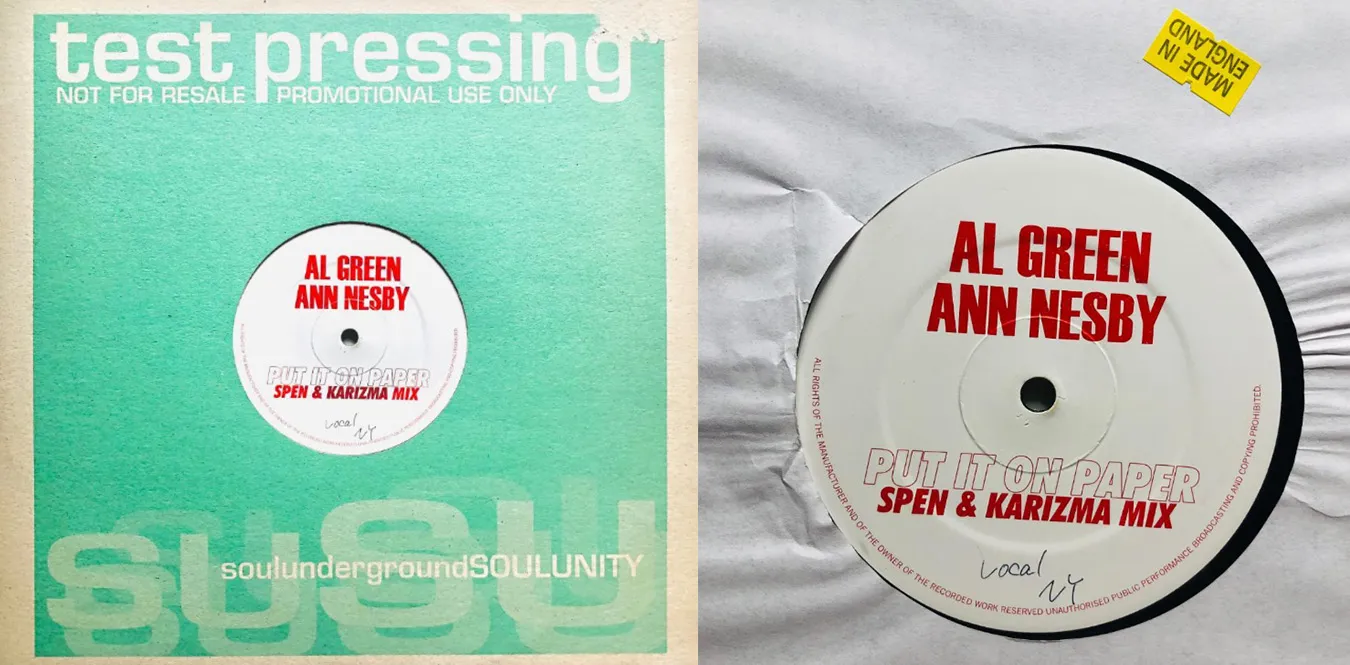 test pressing
NOT FOR RESALE PROMOTIONAL USE ONLY
AL GREEN
ANN NESBY
PUT IT ON PAPER
SPEN & KARIZMA MIX
Vocal
NY
susu
soulundergroundSOULUNITY
MADE IN
ENGLAND
AL GREEN
ANN NESBY
PUT IT ON PAPER
SPEN & KARIZMA MIX
Vocal
NY
ALL RIGHTS OF THE MANUFACTURER AND OF THE OWNER OF THE RECORDED WORK RESERVED UNAUTHORISED PUBLIC PERFORMANCE BROADCASTING AND COPYING PROHIBITED.